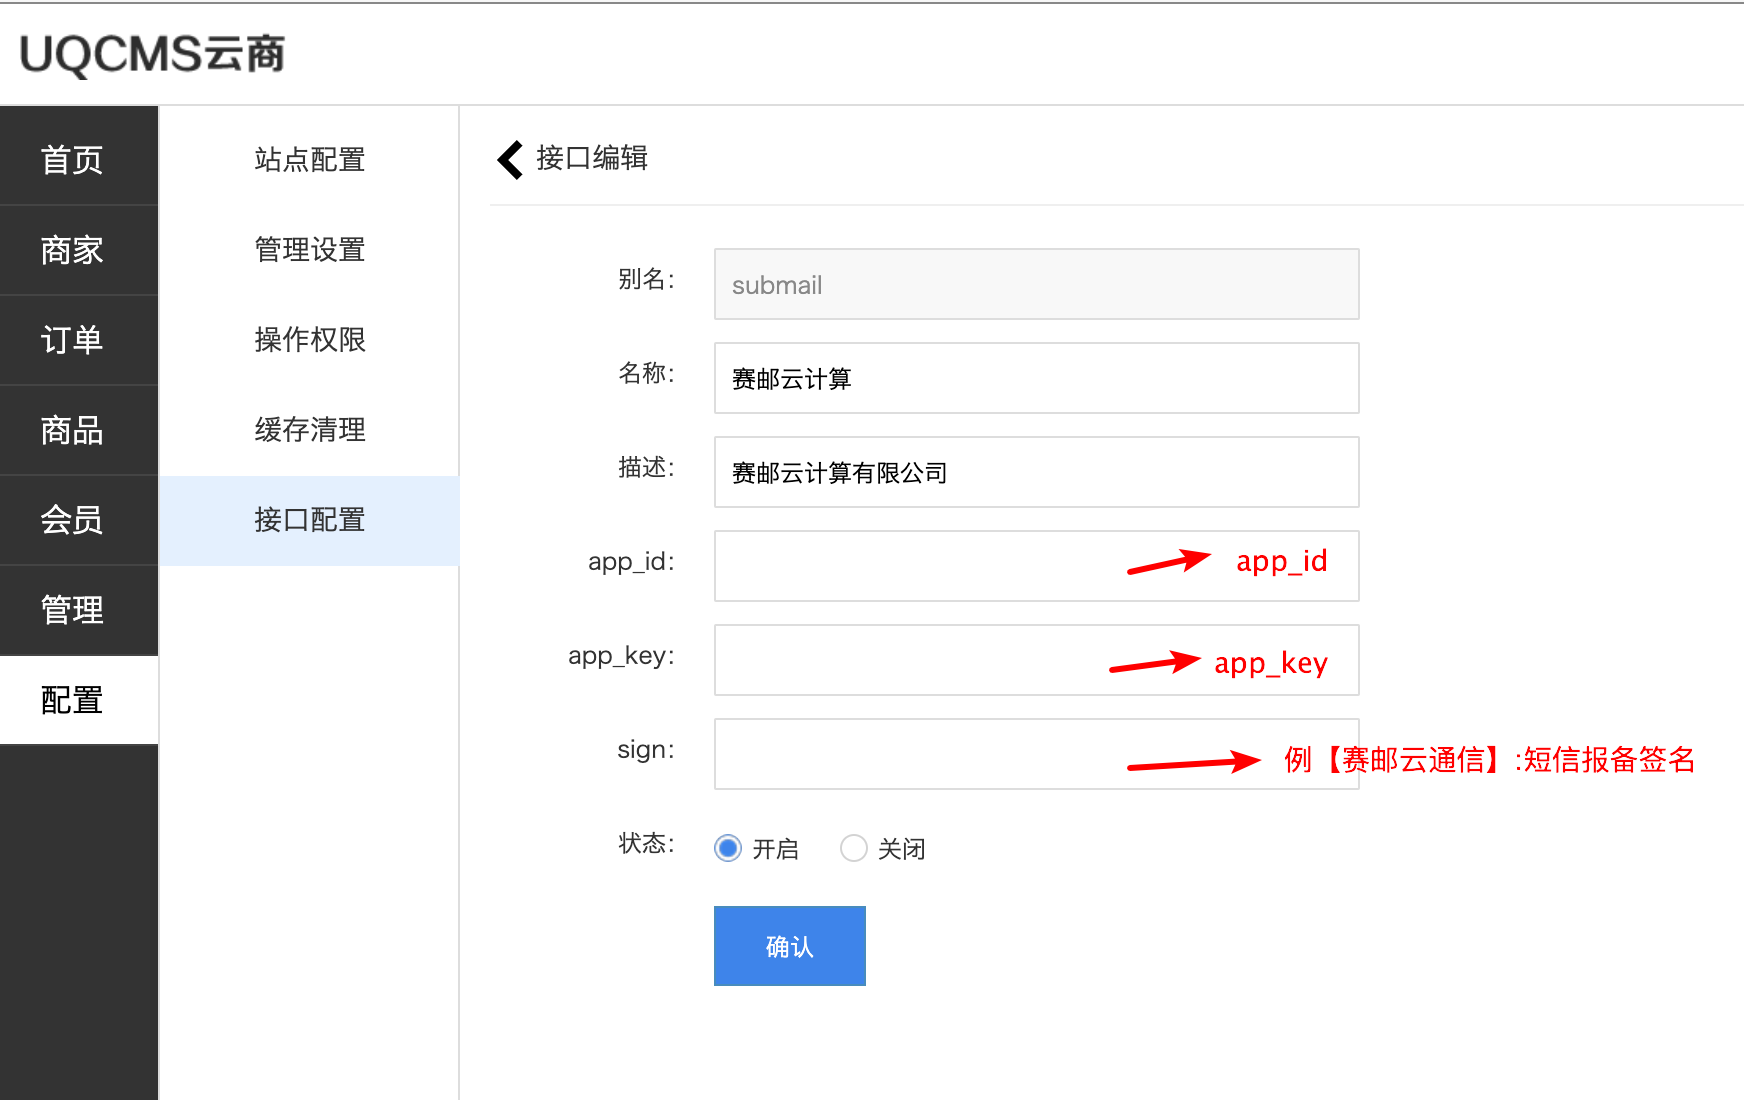 UQCMS云商
首页
商家
订单
商品
会员
管理
配置
站点配置
管理设置
操作权限
缓存清理
接口配置
接口编辑
别名: submail
名称: 赛邮云计算
描述: 赛邮云计算有限公司
app_id: app_id
app_key: app_key
sign: 例【赛邮云通信】:短信报备签名
状态: 开启 关闭
确认